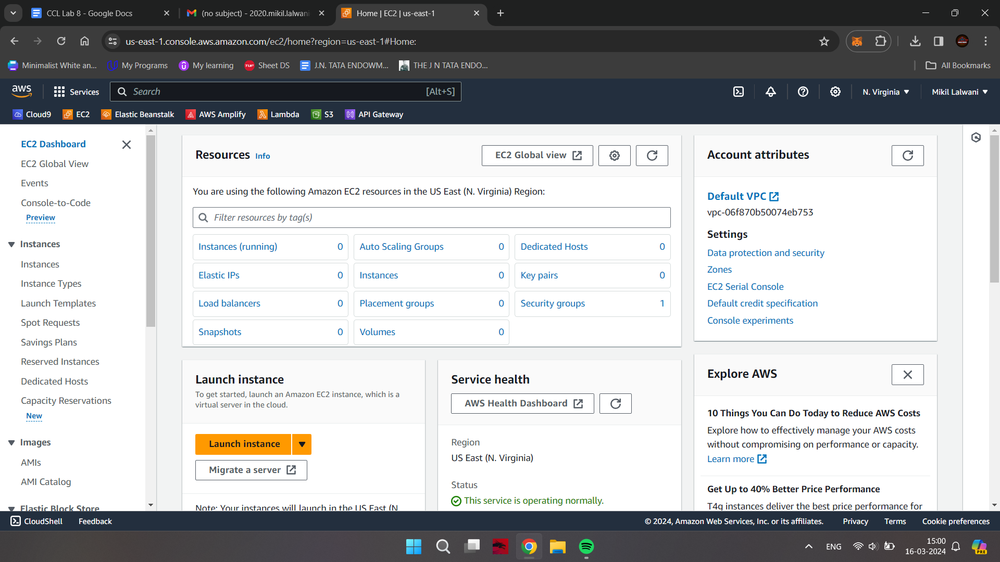 CCL Lab 8 - Google Docs
(no subject) - 2020.mikil.lalwani
Home | EC2 | us-east-1
us-east-1.console.aws.amazon.com/ec2/home?region=us-east-1#Home:
Minimalist White an...
My Programs
My learning
Sheet DS
J.N. TATA ENDOWM...
THE J N TATA ENDO...
All Bookmarks
aws
Services
Search
[Alt+S]
N. Virginia
Mikil Lalwani
Cloud9
EC2
Elastic Beanstalk
AWS Amplify
Lambda
S3
API Gateway
EC2 Dashboard
EC2 Global View
Events
Console-to-Code
Preview
Instances
Instances
Instance Types
Launch Templates
Spot Requests
Savings Plans
Reserved Instances
Dedicated Hosts
Capacity Reservations
New
Images
AMIs
AMI Catalog
Elastic Block Store
Resources Info
EC2 Global view
You are using the following Amazon EC2 resources in the US East (N. Virginia) Region:
Filter resources by tag(s)
Instances (running) 0
Auto Scaling Groups 0
Dedicated Hosts 0
Elastic IPs 0
Instances 0
Key pairs 0
Load balancers 0
Placement groups 0
Security groups 1
Snapshots 0
Volumes 0
Launch instance
To get started, launch an Amazon EC2 instance, which is a
virtual server in the cloud.
Launch instance
Migrate a server
Note: Your instances will launch in the US East (N
Service health
AWS Health Dashboard
Region
US East (N. Virginia)
Status
This service is operating normally.
Account attributes
Default VPC
vpc-06f870b50074eb753
Settings
Data protection and security
Zones
EC2 Serial Console
Default credit specification
Console experiments
Explore AWS
10 Things You Can Do Today to Reduce AWS Costs
Explore how to effectively manage your AWS costs
without compromising on performance or capacity.
Learn more
Get Up to 40% Better Price Performance
T4g instances deliver the best price performance for
CloudShell
Feedback
© 2024, Amazon Web Services, Inc. or its affiliates.
Privacy
Terms
Cookie preferences
ENG
15:00
16-03-2024
PRE